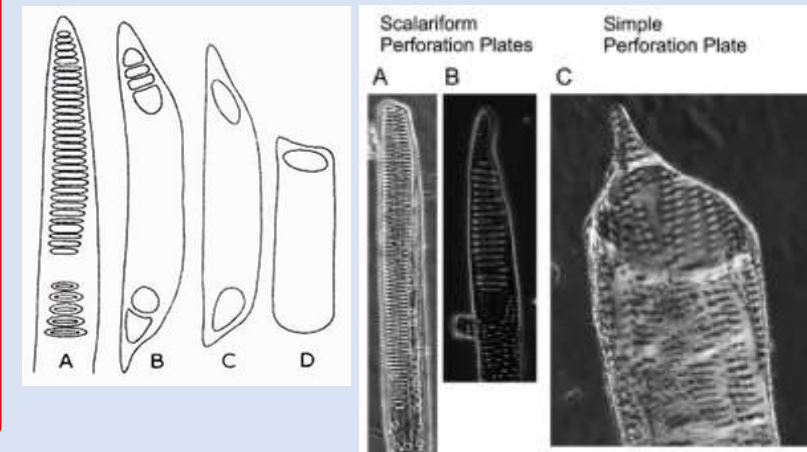 A
B
C
D
Scalariform
Perforation Plates
Simple
Perforation Plate
A
B
C